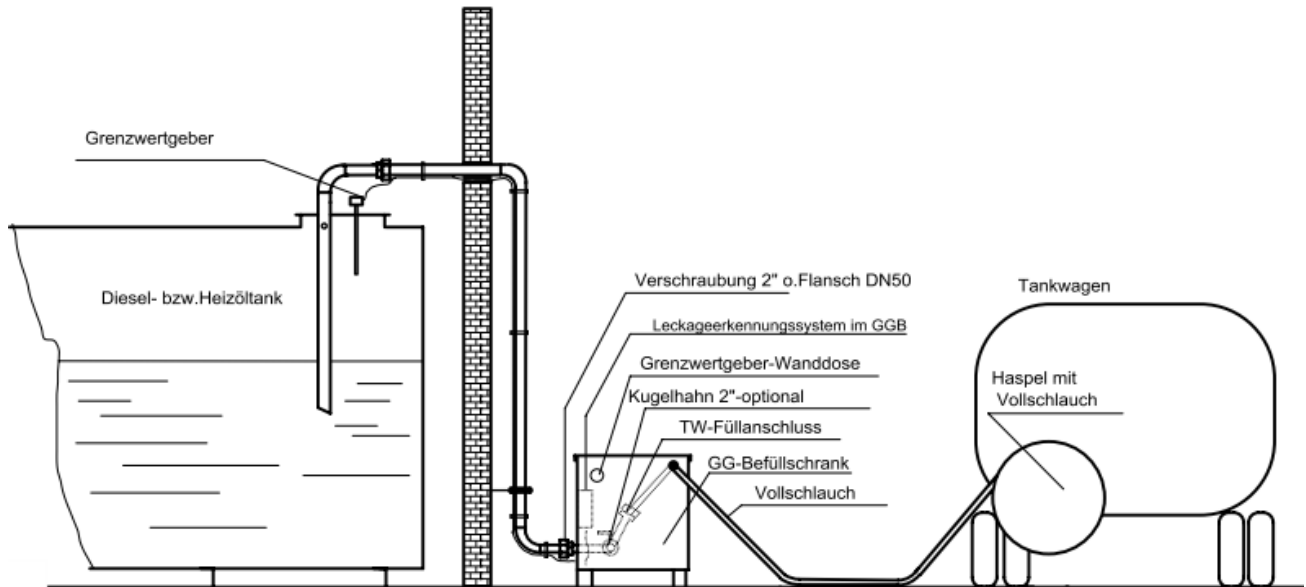 Grenzwertgeber
Diesel- bzw.Heizöltank
Verschraubung 2" o.Flansch DN50
Leckageerkennungssystem im GGB
Grenzwertgeber-Wanddose
Kugelhahn 2"-optional
TW-Füllanschluss
GG-Befüllschrank
Vollschlauch
Tankwagen
Haspel mit
Vollschlauch